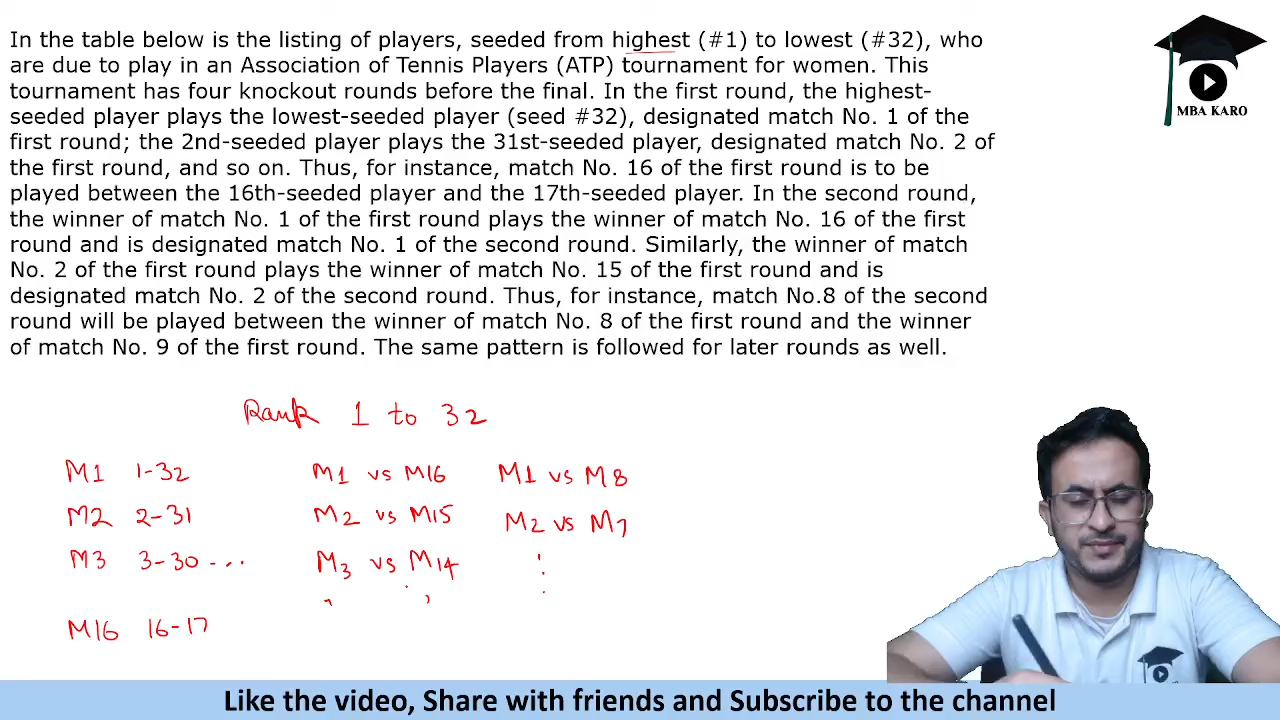 In the table below is the listing of players, seeded from highest (#1) to lowest (#32), who
are due to play in an Association of Tennis Players (ATP) tournament for women. This
tournament has four knockout rounds before the final. In the first round, the highest-
seeded player plays the lowest-seeded player (seed #32), designated match No. 1 of the
first round; the 2nd-seeded player plays the 31st-seeded player, designated match No. 2 of
the first round, and so on. Thus, for instance, match No. 16 of the first round is to be
played between the 16th-seeded player and the 17th-seeded player. In the second round,
the winner of match No. 1 of the first round plays the winner of match No. 16 of the first
round and is designated match No. 1 of the second round. Similarly, the winner of match
No. 2 of the first round plays the winner of match No. 15 of the first round and is
designated match No. 2 of the second round. Thus, for instance, match No.8 of the second
round will be played between the winner of match No. 8 of the first round and the winner
of match No. 9 of the first round. The same pattern is followed for later rounds as well.
MBA KARO
Rank 1 to 32
M1 1-32 M1 vs M16 M1 vs M8
M2 2-31 M2 vs M15 M2 vs M7
M3 3-30 ... M3 vs M14
M16 16-17
Like the video, Share with friends and Subscribe to the channel